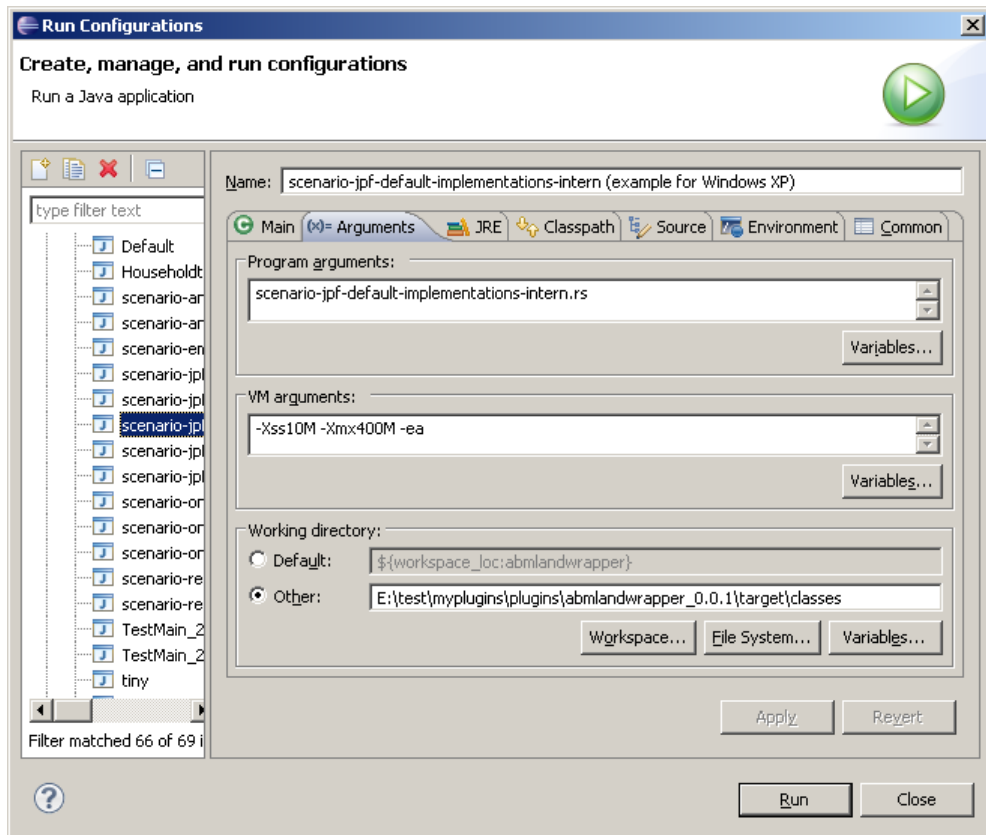 Run Configurations
Create, manage, and run configurations
Run a Java application
type filter text
Default
Householdt
scenario-ar
scenario-ar
scenario-en
scenario-jpl
scenario-jpl
scenario-jpl
scenario-jpl
scenario-jpl
scenario-or
scenario-or
scenario-or
scenario-re
scenario-re
TestMain_2
TestMain_2
tiny
Filter matched 66 of 69 i
Name: scenario-jpf-default-implementations-intern (example for Windows XP)
Main (x)= Arguments JRE Classpath Source Environment Common
Program arguments:
scenario-jpf-default-implementations-intern.rs
Variables...
VM arguments:
-Xss10M -Xmx400M -ea
Variables...
Working directory:
Default: ${workspace_loc:abmlandwrapper}
Other: E:\test\myplugins\plugins\abmlandwrapper_0.0.1\target\classes
Workspace... File System... Variables...
Apply Revert
? Run Close